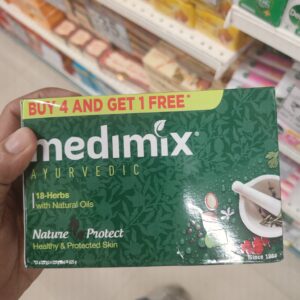 BUY 4 AND GET 1 FREE*
medimix
AYURVEDIC
18-Herbs
with Natural Oils
Nature Protect
Healthy & Protected Skin
Since 1969